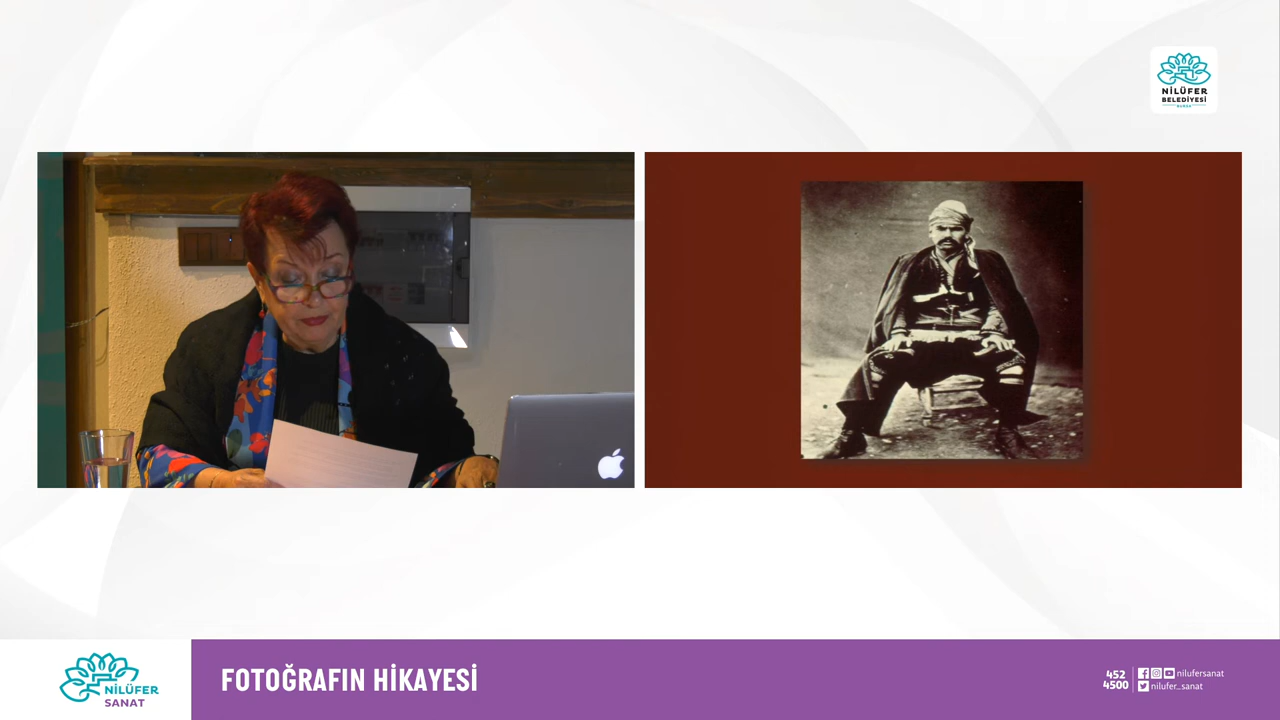 NİLÜFER
BELEDİYESİ
BURSA
NİLÜFER
SANAT
FOTOĞRAFIN HİKAYESİ
452
4500
nilufersanat
nilufer_sanat